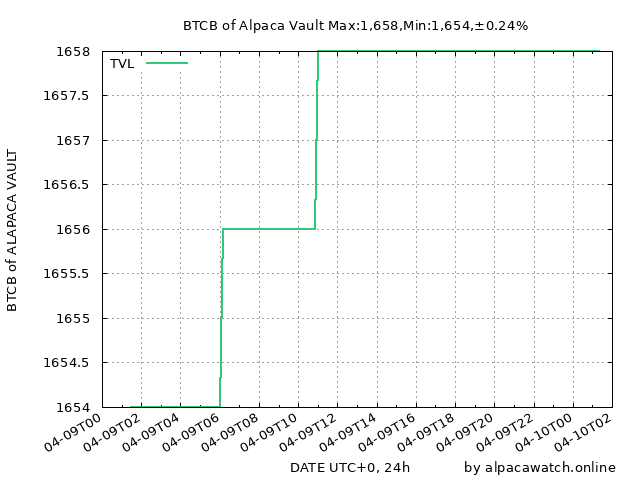 BTCB of Alpaca Vault Max:1,658,Min:1,654,±0.24%
TVL
BTCB of ALAPACA VAULT
1658
1657.5
1657
1656.5
1656
1655.5
1655
1654.5
1654
04-09T00
04-09T02
04-09T04
04-09T06
04-09T08
04-09T10
04-09T12
04-09T14
04-09T16
04-09T18
04-09T20
04-09T22
04-10T00
04-10T02
DATE UTC+0, 24h
by alpacawatch.online